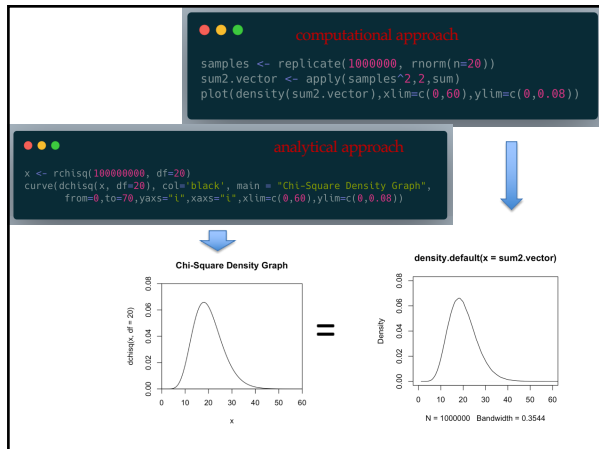 computational approach
samples <- replicate(1000000, rnorm(n=20))
sum2.vector <- apply(samples^2,2,sum)
plot(density(sum2.vector),xlim=c(0,60),ylim=c(0,0.08))
analytical approach
x <- rchisq(100000000, df=20)
curve(dchisq(x, df=20), col='black', main = "Chi-Square Density Graph",
from=0,to=70,yaxs="i",xaxs="i",xlim=c(0,60),ylim=c(0,0.08))
Chi-Square Density Graph
dchisq(x, df = 20)
0.08
0.06
0.04
0.02
0.00
0 10 20 30 40 50 60
x
=
density.default(x = sum2.vector)
Density
0.08
0.06
0.04
0.02
0.00
0 10 20 30 40 50 60
N = 1000000 Bandwidth = 0.3544